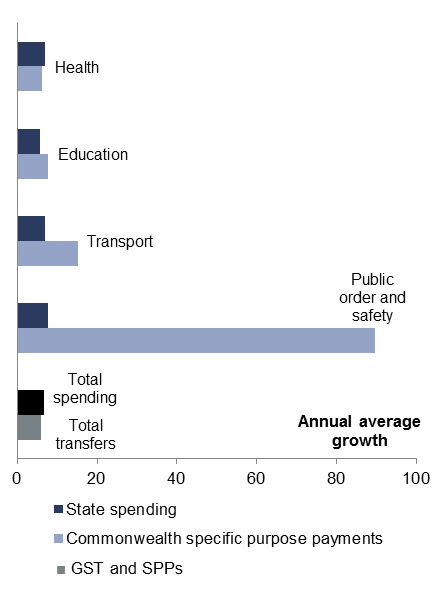 Health
Education
Transport
Public
order and
safety
Total
spending
Total
transfers
Annual average
growth
0 20 40 60 80 100
State spending
Commonwealth specific purpose payments
GST and SPPs